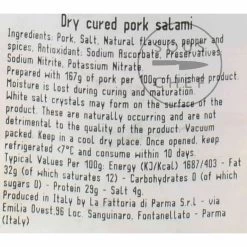 Dry cured pork salami
Ingredients: Pork, Salt, Natural flavours, pepper and
spices, Antioxidant: Sodium Ascorbate, Preservatives:
Sodium Nitrite, Potassium Nitrate.
Prepared with 167g of pork per 100g of finished product.
Moisture is lost during curing and maturation.
White salt crystals may form on the surface of the
product. These are naturally occurring and are not
detrimental to the quality of the product. Vacuum
packed. Keep in a cool dry place. Once opened, keep
refrigerated <7°C and consume within 10 days.
Typical Values Per 100g: Energy (KJ/Kcal) 1687/403 - Fat
32g (of which saturates 12) - Carbohydrates 0 (of which
sugars 0) - Protein 29g - Salt 4g.
Produced in Italy by La Fattoria di Parma S.r.l - via
Emilia Ovest,96 Loc. Sanguinaro, Fontanellato - Parma
(Italy)